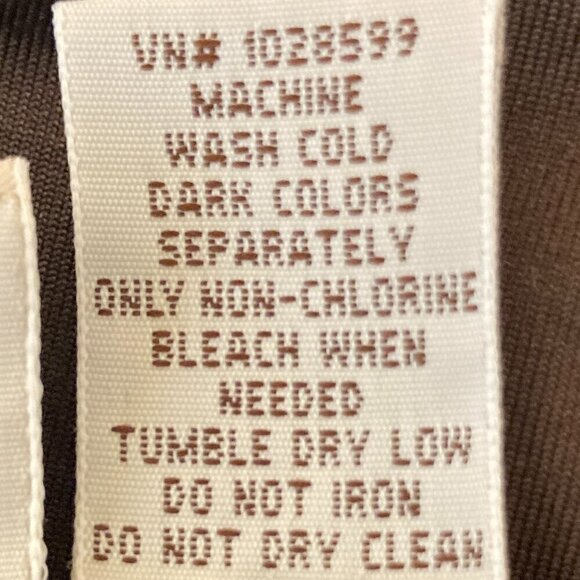 VN# 1028599
MACHINE
WASH COLD
DARK COLORS
SEPARATELY
ONLY NON-CHLORINE
BLEACH WHEN
NEEDED
TUMBLE DRY LOW
DO NOT IRON
DO NOT DRY CLEAN